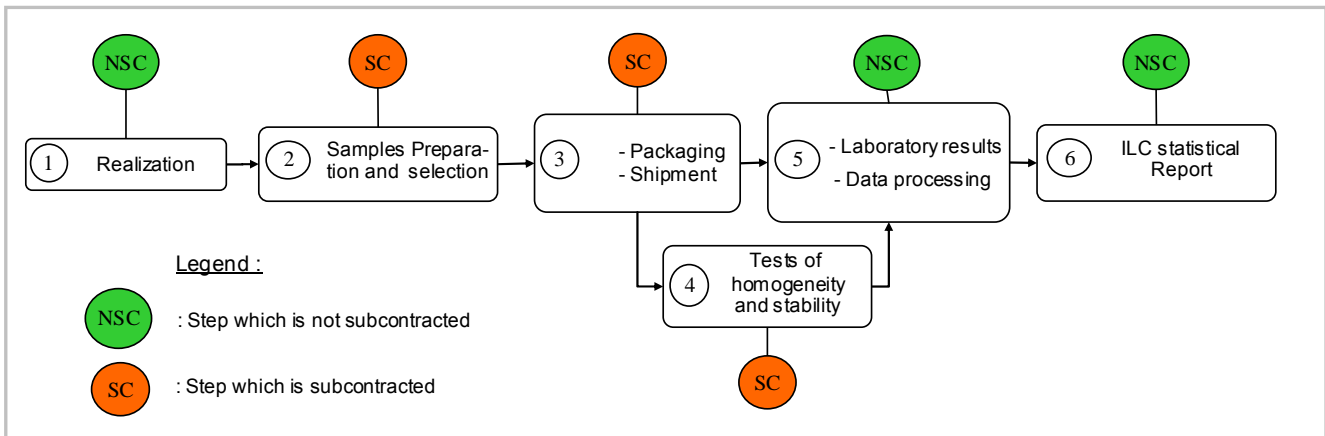 NSC
SC
SC
NSC
NSC
1
Realization
2
Samples Prepara-
tion and selection
3
- Packaging
- Shipment
5
- Laboratory results
- Data processing
6
ILC statistical
Report
4
Tests of
homogeneity
and stability
SC
Legend :
NSC
: Step which is not subcontracted
SC
: Step which is subcontracted